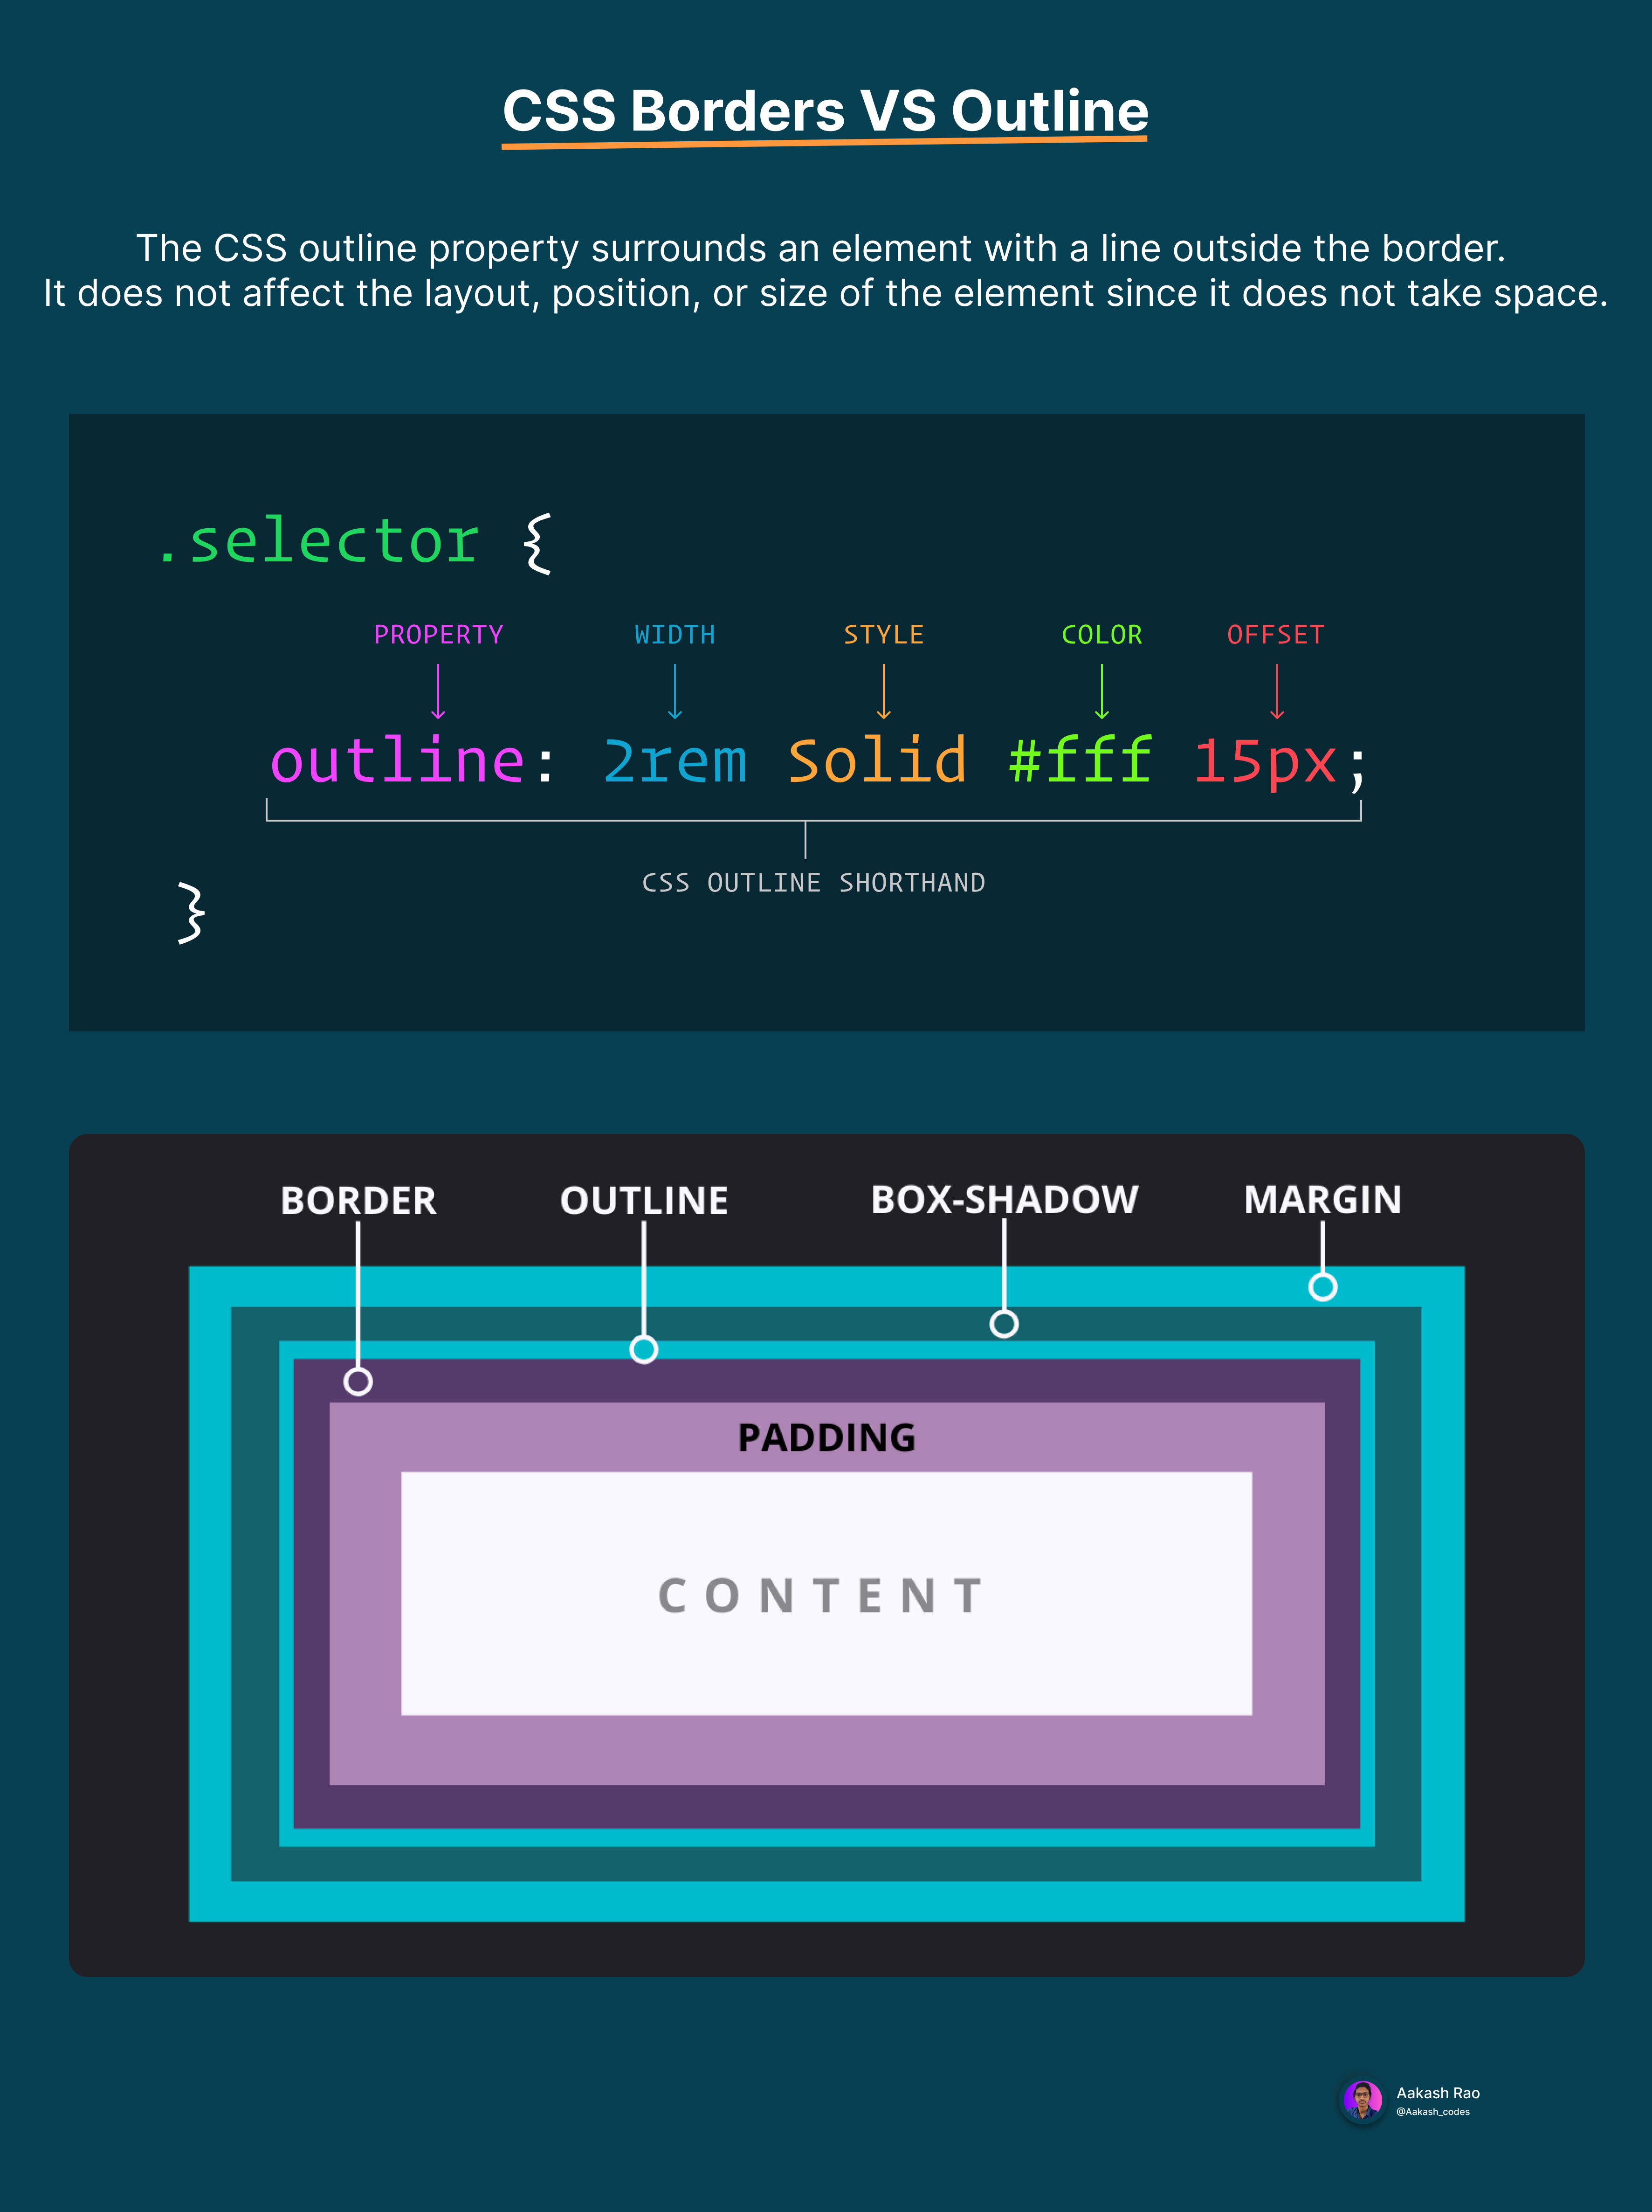 CSS Borders VS Outline
The CSS outline property surrounds an element with a line outside the border.
It does not affect the layout, position, or size of the element since it does not take space.
.selector {
PROPERTY WIDTH STYLE COLOR OFFSET
outline: 2rem Solid #fff 15px;
CSS OUTLINE SHORTHAND
}
BORDER OUTLINE BOX-SHADOW MARGIN
PADDING
CONTENT
Aakash Rao
@Aakash_codes